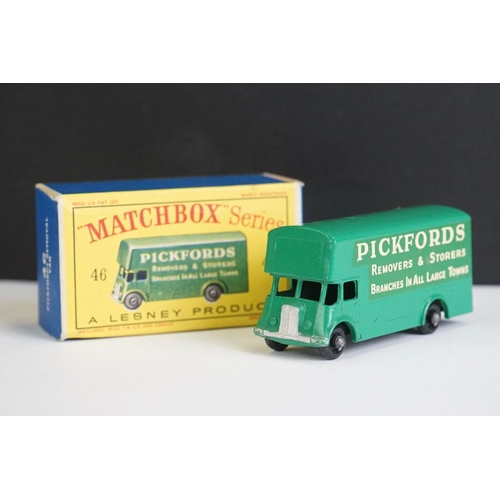 "MATCHBOX" Series
46
PICKFORDS
REMOVERS & STORERS
BRANCHES IN ALL LARGE TOWNS
A LESNEY PRODUC
PICKFORDS
REMOVERS & STORERS
BRANCHES IN ALL LARGE TOWNS
46